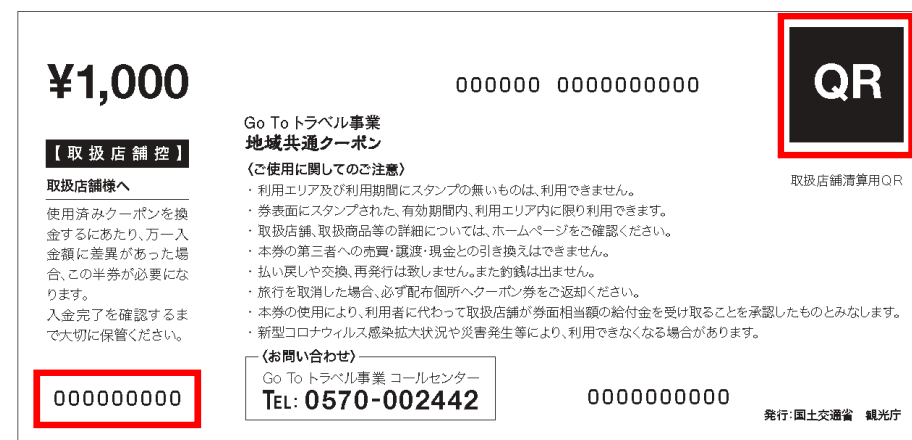 ¥1,000
【取扱店舗控】
取扱店舗様へ
使用済みクーポンを換
金するにあたり、万一入
金額に差異があった場
合、この半券が必要にな
ります。
入金完了を確認するま
で大切に保管ください。
000000000
000000 0000000000
QR
取扱店舗清算用QR
Go To トラベル事業
地域共通クーポン
〈ご使用に関してのご注意〉
・利用エリア及び利用期間にスタンプの無いものは、利用できません。
・券表面にスタンプされた、有効期間内、利用エリア内に限り利用できます。
・取扱店舗、取扱商品等の詳細については、ホームページをご確認ください。
・本券の第三者への売買・譲渡・現金との引き換えはできません。
・払い戻しや交換、再発行は致しません。また釣銭は出ません。
・旅行を取消した場合、必ず配布個所へクーポン券をご返却ください。
・本券の使用により、利用者に代わって取扱店が券面相当額の給付金を受け取ることを承認したものとみなします。
・新型コロナウィルス感染拡大状況や災害発生等により、利用できなくなる場合があります。
〈お問い合わせ〉
Go To トラベル事業 コールセンター
TEL: 0570-002442
0000000000
発行:国土交通省 観光庁